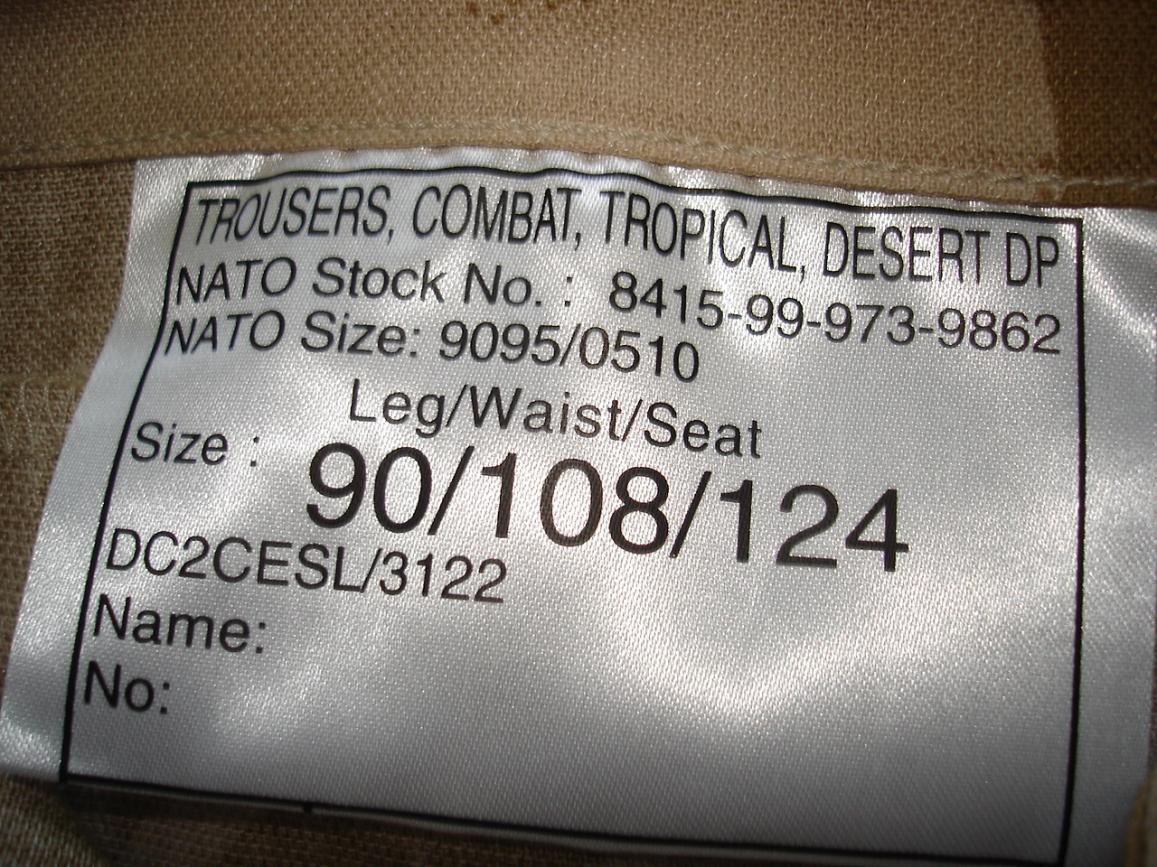 TROUSERS, COMBAT, TROPICAL, DESERT DP
NATO Stock No. : 8415-99-973-9862
NATO Size: 9095/0510
Leg/Waist/Seat
Size : 90/108/124
DC2CESL/3122
Name:
No: